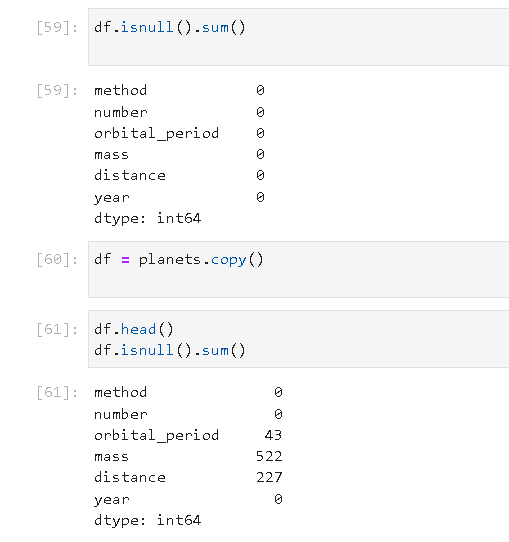 [59]: df.isnull().sum()
[59]: method 0
number 0
orbital_period 0
mass 0
distance 0
year 0
dtype: int64
[60]: df = planets.copy()
[61]: df.head()
df.isnull().sum()
[61]: method 0
number 0
orbital_period 43
mass 522
distance 227
year 0
dtype: int64